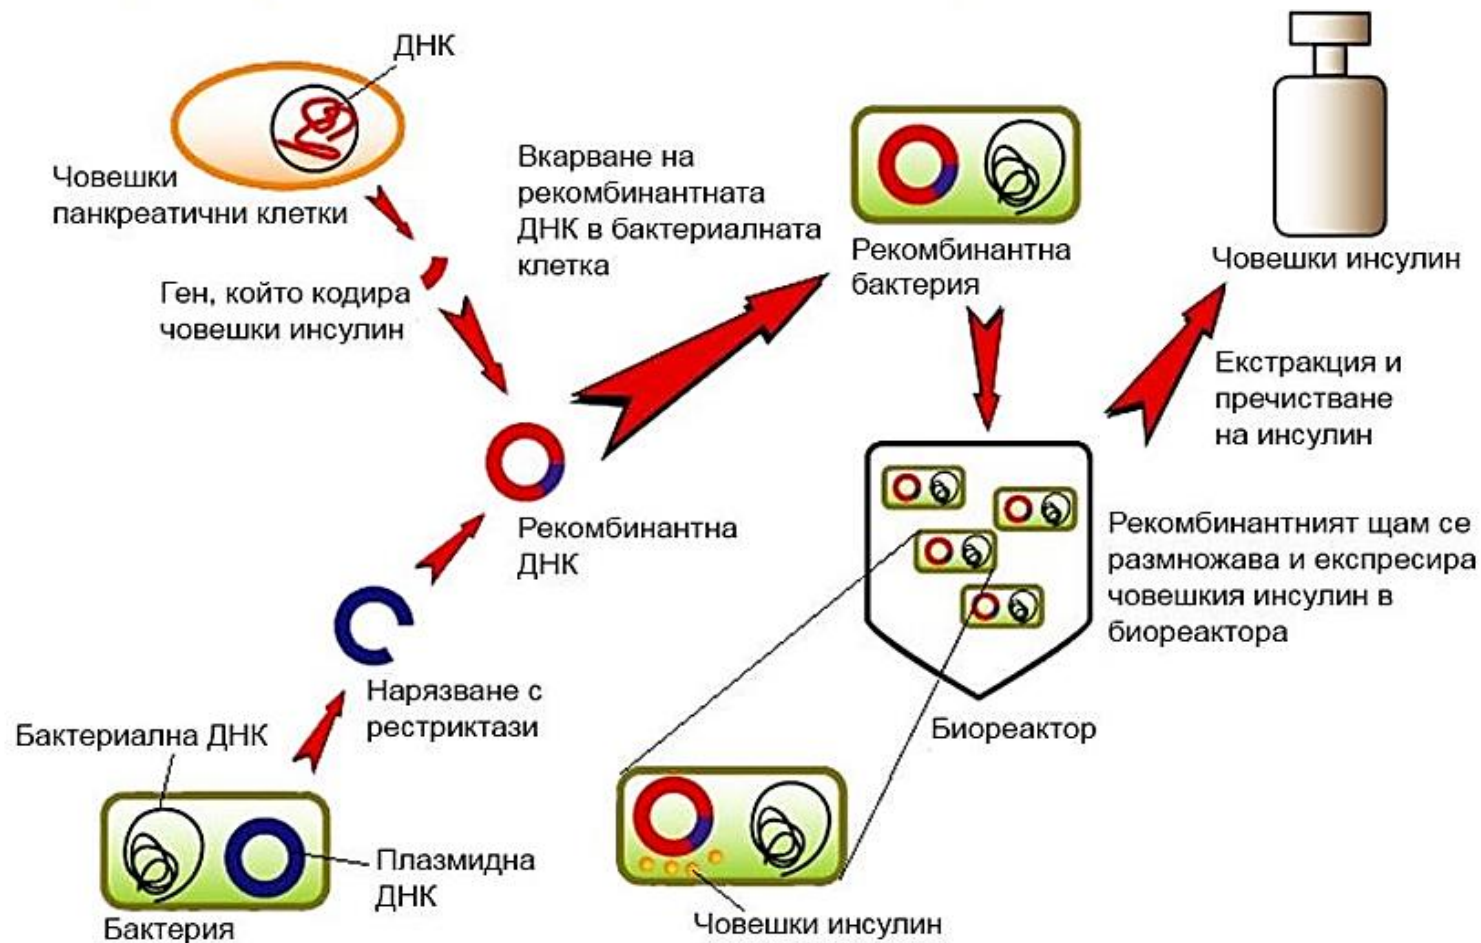 ДНК
Човешки
панкреатични клетки
Ген, който кодира
човешки инсулин
Вкарване на
рекомбинантната
ДНК в бактериалната
клетка
Рекомбинантна
бактерия
Човешки инсулин
Екстракция и
пречистване
на инсулин
Рекомбинантна
ДНК
Рекомбинантният щам се
размножава и експресира
човешкия инсулин в
биореактора
Нарязване с
рестриктази
Биореактор
Бактериална ДНК
Плазмидна
ДНК
Бактерия
Човешки инсулин